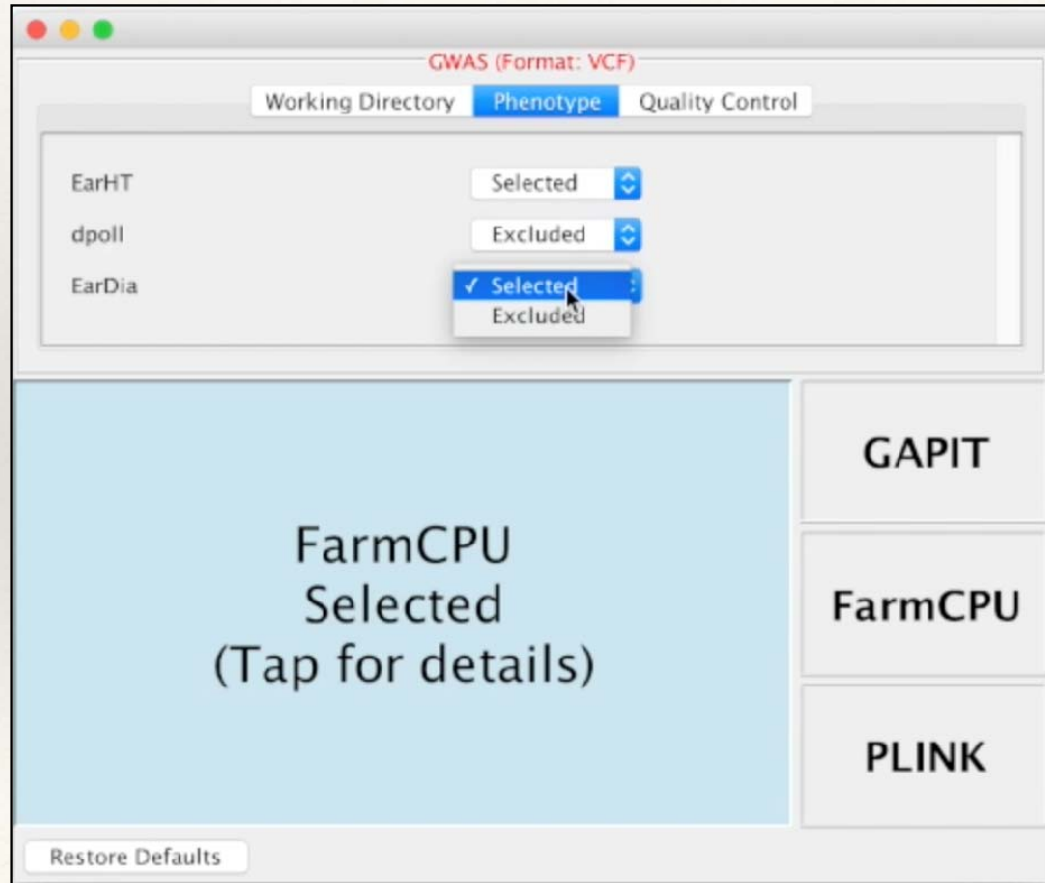 GWAS (Format: VCF)
Working Directory Phenotype Quality Control
EarHT Selected
dpoll Excluded
EarDia ✓ Selected
Excluded
FarmCPU
Selected
(Tap for details)
GAPIT
FarmCPU
PLINK
Restore Defaults